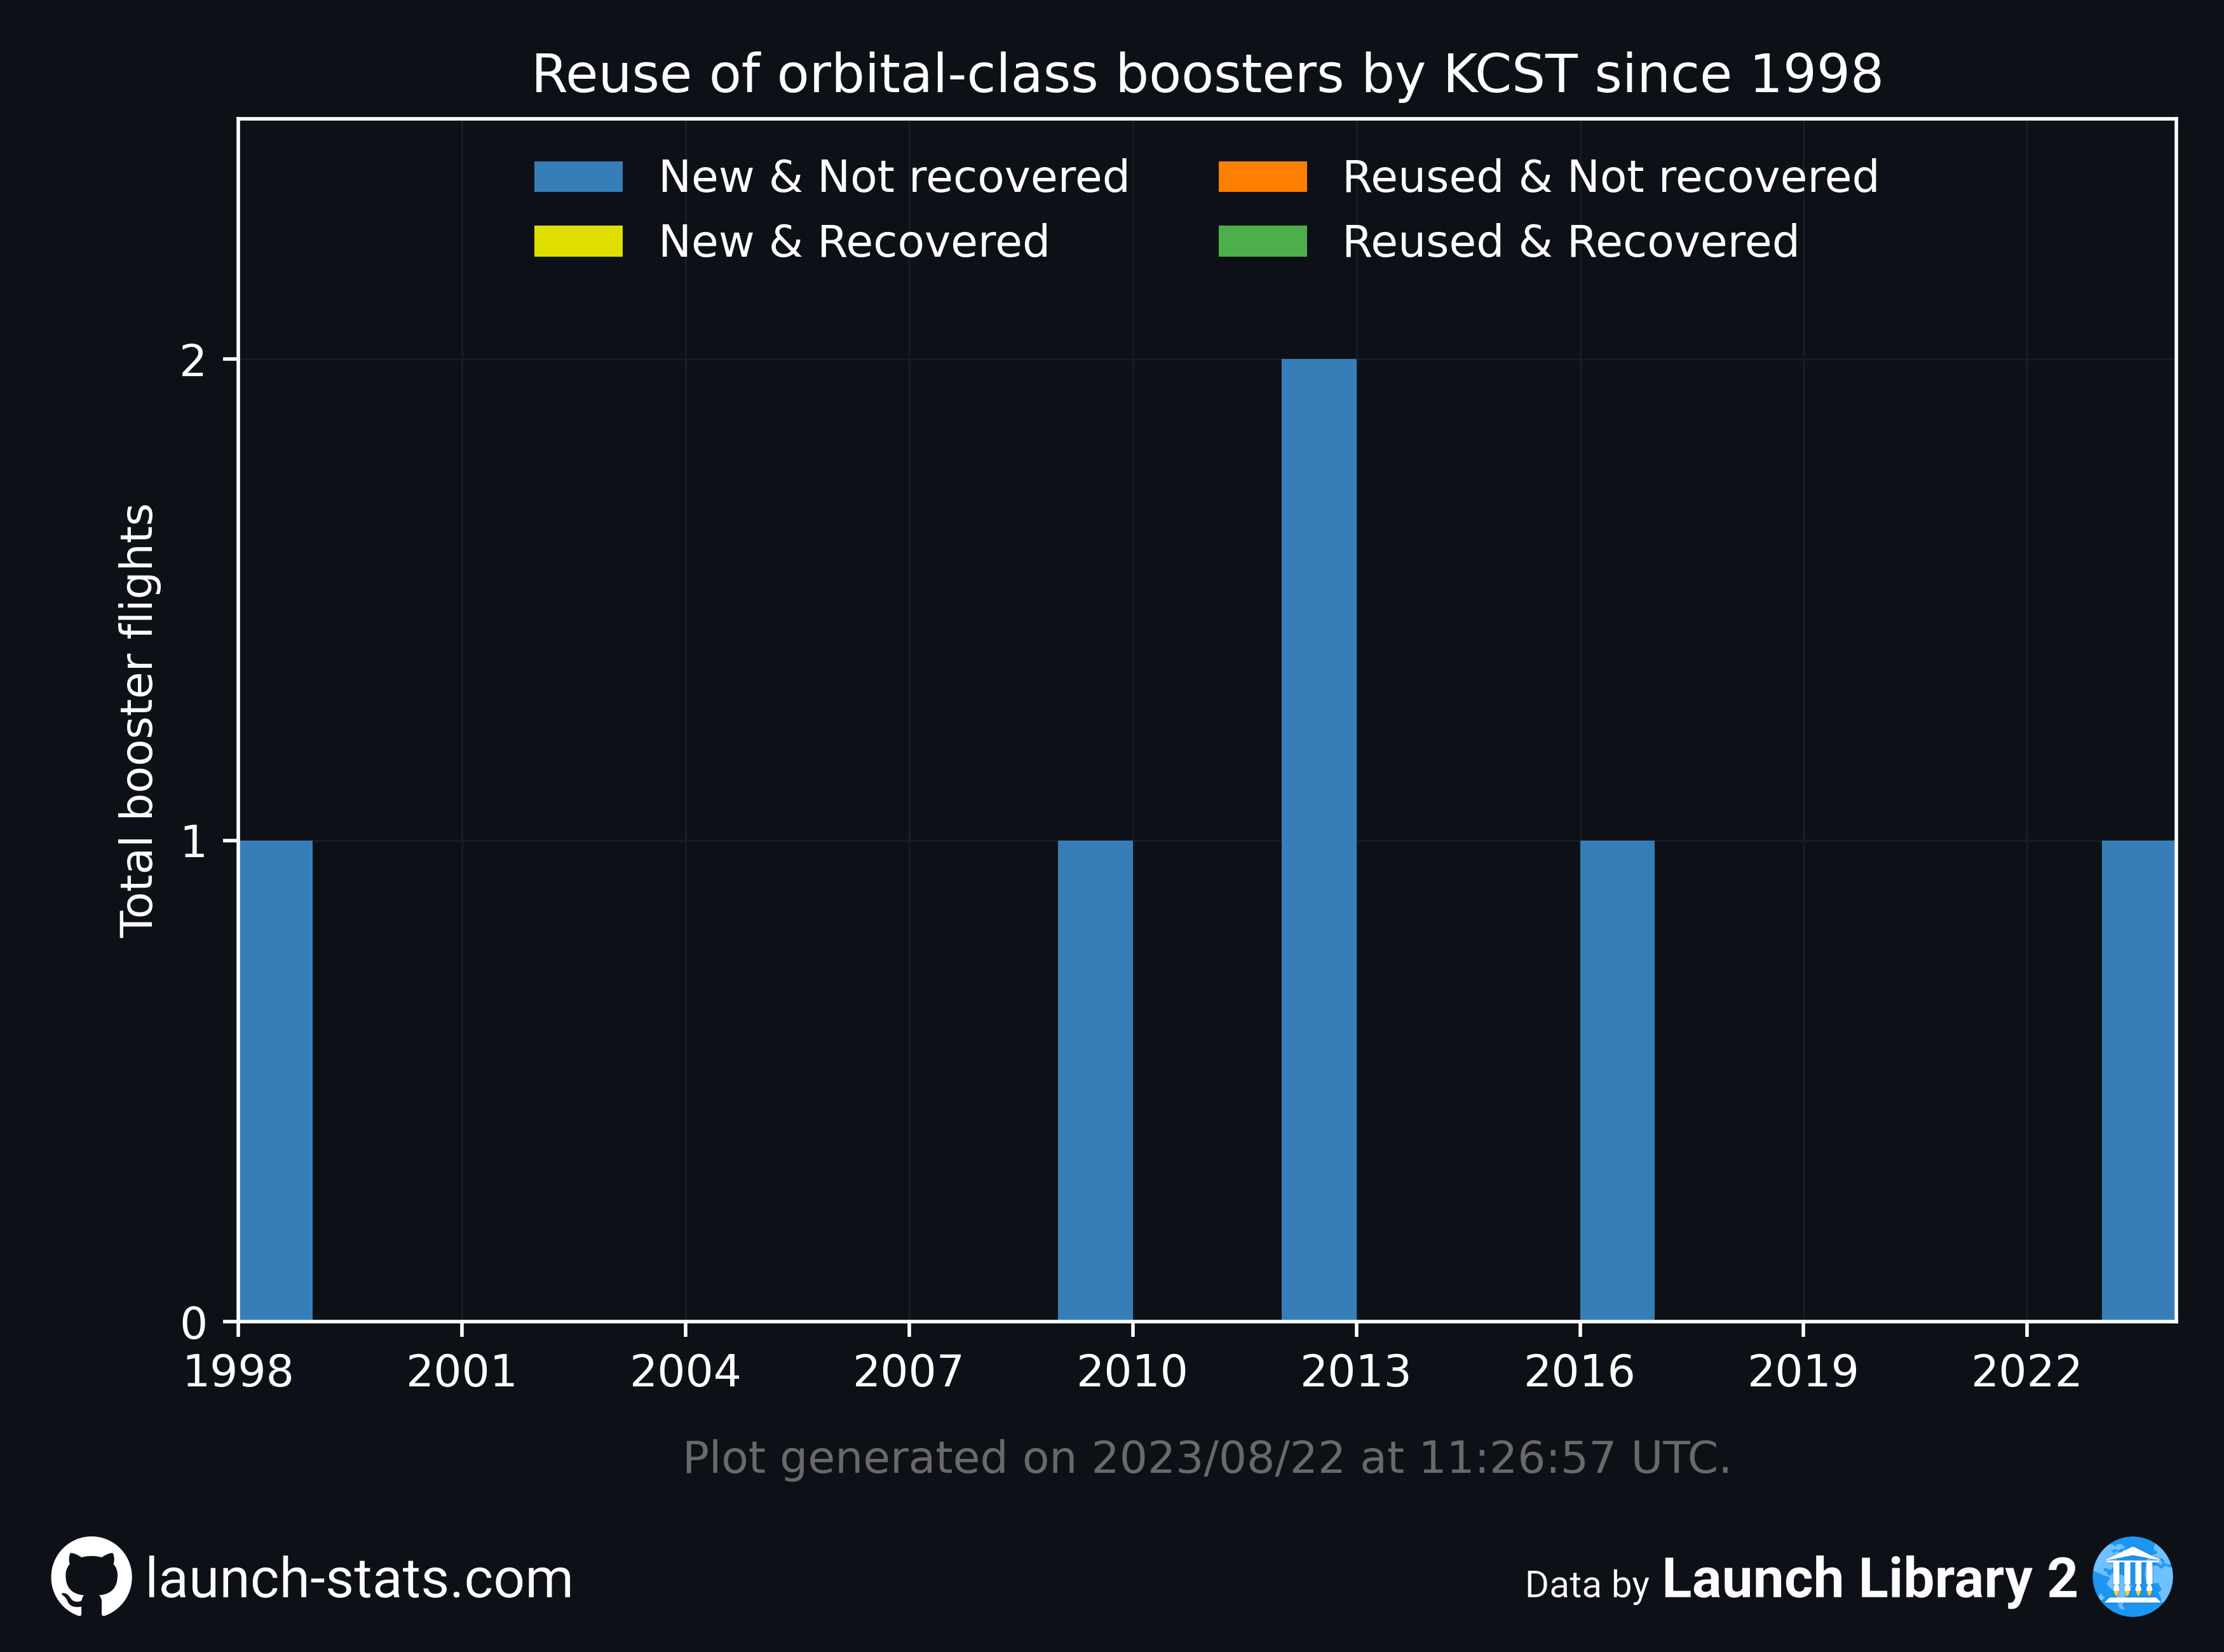 Reuse of orbital-class boosters by KCST since 1998
New & Not recovered
New & Recovered
Reused & Not recovered
Reused & Recovered
Total booster flights
2
1
0
1998 2001 2004 2007 2010 2013 2016 2019 2022
Plot generated on 2023/08/22 at 11:26:57 UTC.
launch-stats.com
Data by Launch Library 2